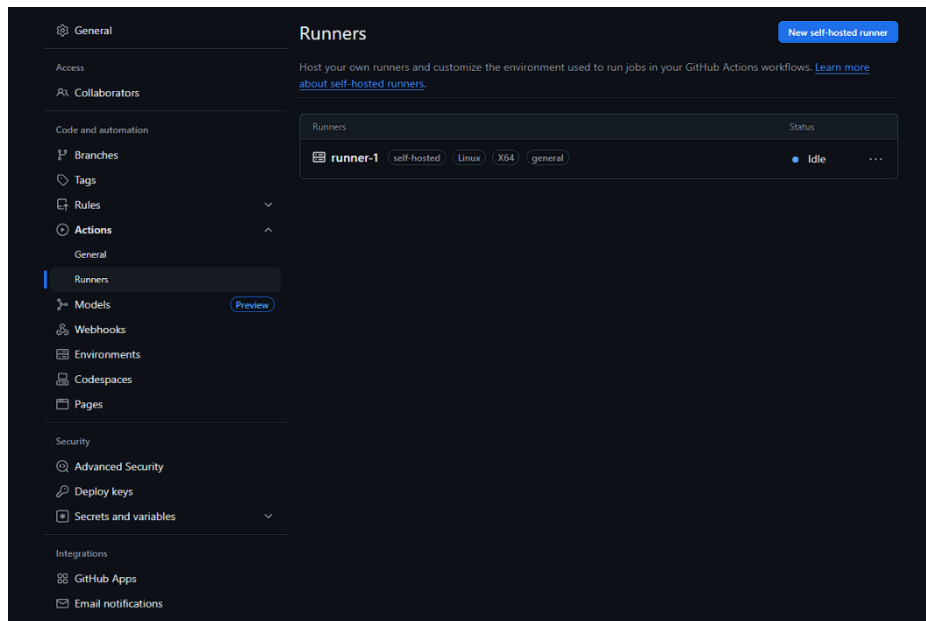 General
Access
Collaborators
Code and automation
Branches
Tags
Rules
Actions
General
Runners
Models Preview
Webhooks
Environments
Codespaces
Pages
Security
Advanced Security
Deploy keys
Secrets and variables
Integrations
GitHub Apps
Email notifications
Runners
New self-hosted runner
Host your own runners and customize the environment used to run jobs in your GitHub Actions workflows. Learn more
about self-hosted runners.
Runners Status
runner-1 self-hosted Linux X64 general Idle